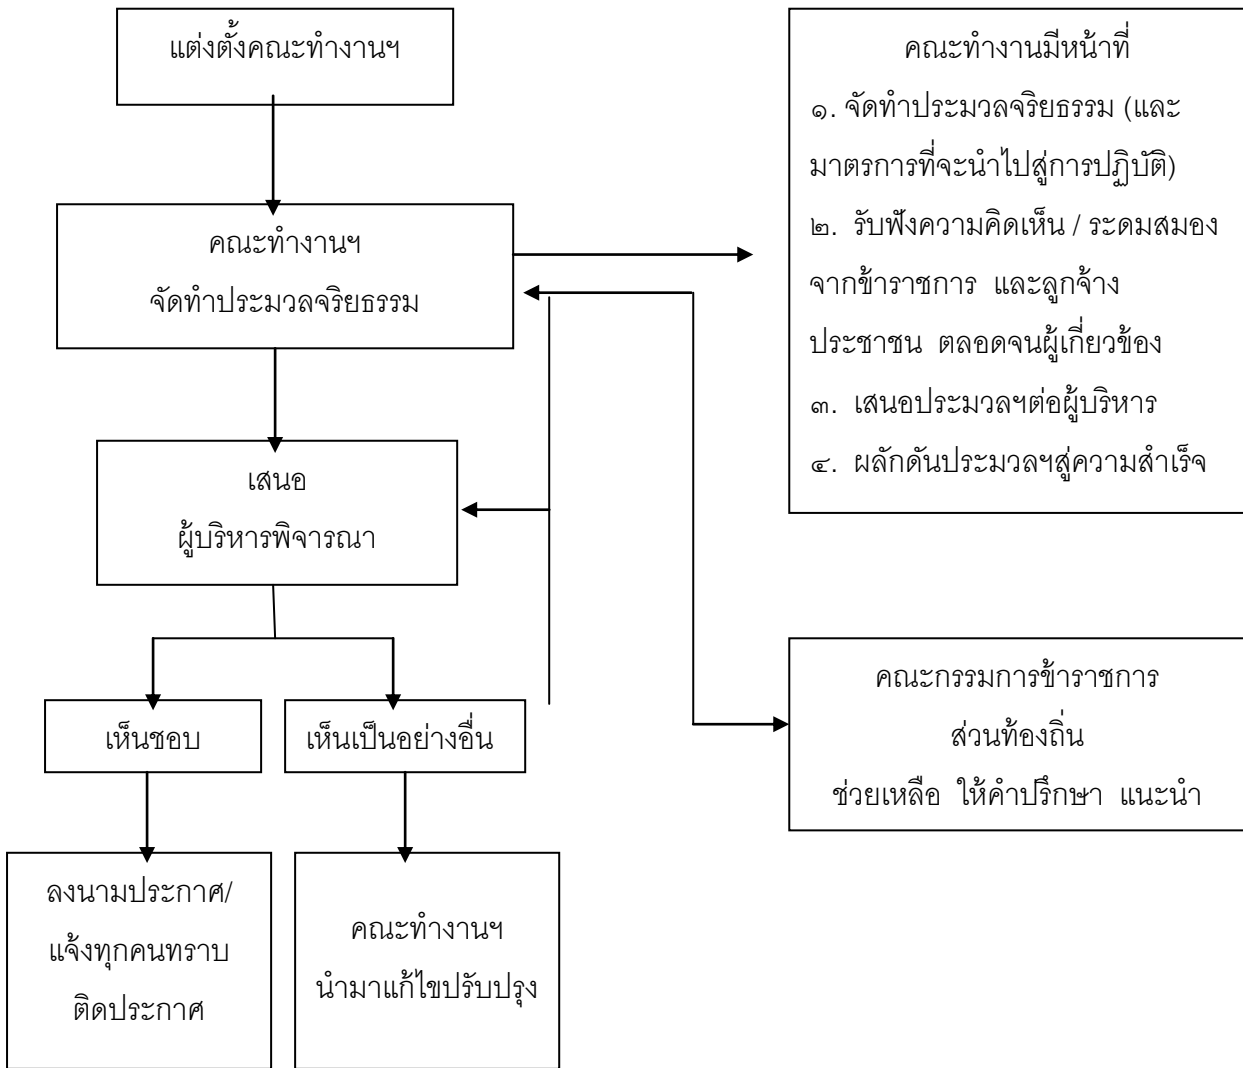 แต่งตั้งคณะทำงานฯ
คณะทำงานฯ
จัดทำประมวลจริยธรรม
เสนอ
ผู้บริหารพิจารณา
เห็นชอบ
เห็นเป็นอย่างอื่น
ลงนามประกาศ/
แจ้งทุกคนทราบ
ติดประกาศ
คณะทำงานฯ
นำมาแก้ไขปรับปรุง
คณะทำงานมีหน้าที่
๑. จัดทำประมวลจริยธรรม (และ
มาตรการที่จะนำไปสู่การปฏิบัติ)
๒. รับฟังความคิดเห็น / ระดมสมอง
จากข้าราชการ และลูกจ้าง
ประชาชน ตลอดจนผู้เกี่ยวข้อง
๓. เสนอประมวลฯต่อผู้บริหาร
๔. ผลักดันประมวลฯสู่ความสำเร็จ
คณะกรรมการข้าราชการ
ส่วนท้องถิ่น
ช่วยเหลือ ให้คำปรึกษา แนะนำ